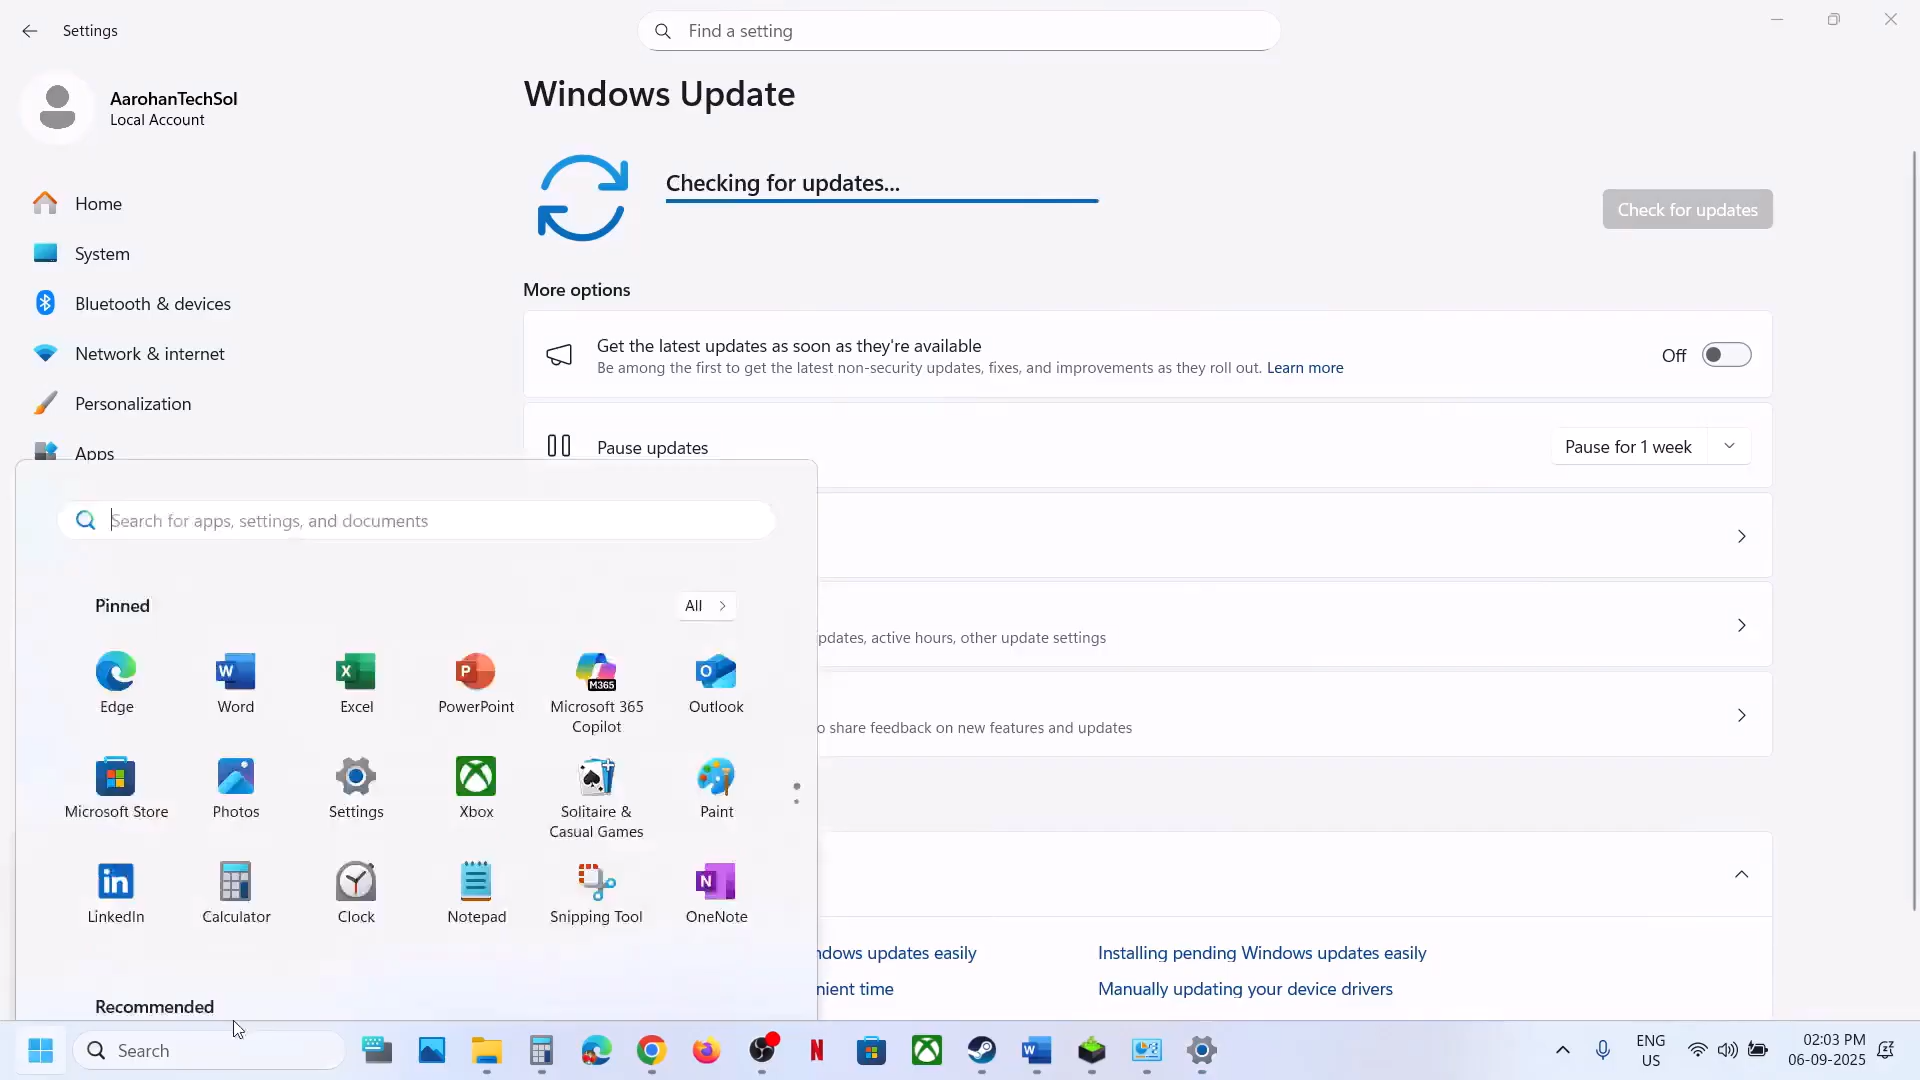 Settings
Find a setting
AarohanTechSol
Local Account
Windows Update
Home
System
Bluetooth & devices
Network & internet
Personalization
Apps
Checking for updates...
Check for updates
More options
Get the latest updates as soon as they're available
Be among the first to get the latest non-security updates, fixes, and improvements as they roll out. Learn more
Off
Pause updates
Pause for 1 week
pdates, active hours, other update settings
o share feedback on new features and updates
ndows updates easily
Installing pending Windows updates easily
nient time
Manually updating your device drivers
Search for apps, settings, and documents
Pinned
All
Edge
Word
Excel
PowerPoint
M365
Microsoft 365
Copilot
Outlook
Microsoft Store
Photos
Settings
Xbox
Solitaire &
Casual Games
Paint
LinkedIn
Calculator
Clock
Notepad
Snipping Tool
OneNote
Recommended
Search
ENG
US
02:03 PM
06-09-2025